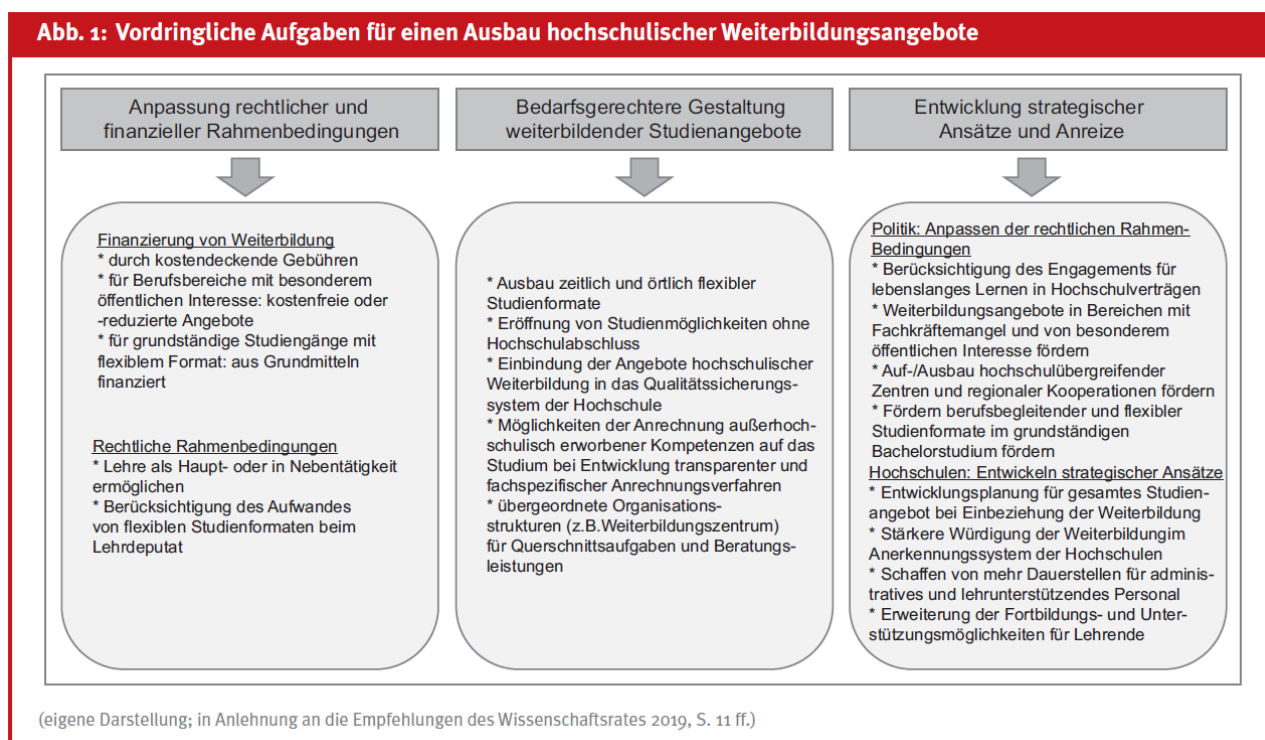 Abb. 1: Vordringliche Aufgaben für einen Ausbau hochschulischer Weiterbildungsangebote
Anpassung rechtlicher und
finanzieller Rahmenbedingungen
Finanzierung von Weiterbildung
* durch kostendeckende Gebühren
* für Berufsbereiche mit besonderem
öffentlichen Interesse: kostenfreie oder
-reduzierte Angebote
* für grundständige Studiengänge mit
flexiblem Format: aus Grundmitteln
finanziert
Rechtliche Rahmenbedingungen
* Lehre als Haupt- oder in Nebentätigkeit
ermöglichen
* Berücksichtigung des Aufwandes
von flexiblen Studienformaten beim
Lehrdeputat
Bedarfsgerechtere Gestaltung
weiterbildender Studienangebote
* Ausbau zeitlich und örtlich flexibler
Studienformate
* Eröffnung von Studienmöglichkeiten ohne
Hochschulabschluss
* Einbindung der Angebote hochschulischer
Weiterbildung in das Qualitätssicherungs-
system der Hochschule
* Möglichkeiten der Anrechnung außerhoch-
schulisch erworbener Kompetenzen auf das
Studium bei Entwicklung transparenter und
fachspezifischer Anrechnungsverfahren
* übergeordnete Organisations-
strukturen (z.B.Weiterbildungszentrum)
für Querschnittsaufgaben und Beratungs-
leistungen
Entwicklung strategischer
Ansätze und Anreize
Politik: Anpassen der rechtlichen Rahmen-
Bedingungen
* Berücksichtigung des Engagements für
lebenslanges Lernen in Hochschulverträgen
* Weiterbildungsangebote in Bereichen mit
Fachkräftemangel und von besonderem
öffentlichen Interesse fördern
* Auf-/Ausbau hochschulübergreifender
Zentren und regionaler Kooperationen fördern
* Fördern berufsbegleitender und flexibler
Studienformate im grundständigen
Bachelorstudium fördern
Hochschulen: Entwickeln strategischer Ansätze
* Entwicklungsplanung für gesamtes Studien-
angebot bei Einbeziehung der Weiterbildung
* Stärkere Würdigung der Weiterbildungim
Anerkennungssystem der Hochschulen
* Schaffen von mehr Dauerstellen für adminis-
tratives und lehrunterstützendes Personal
* Erweiterung der Fortbildungs- und Unter-
stützungsmöglichkeiten für Lehrende
(eigene Darstellung; in Anlehnung an die Empfehlungen des Wissenschaftsrates 2019, S. 11 ff.)